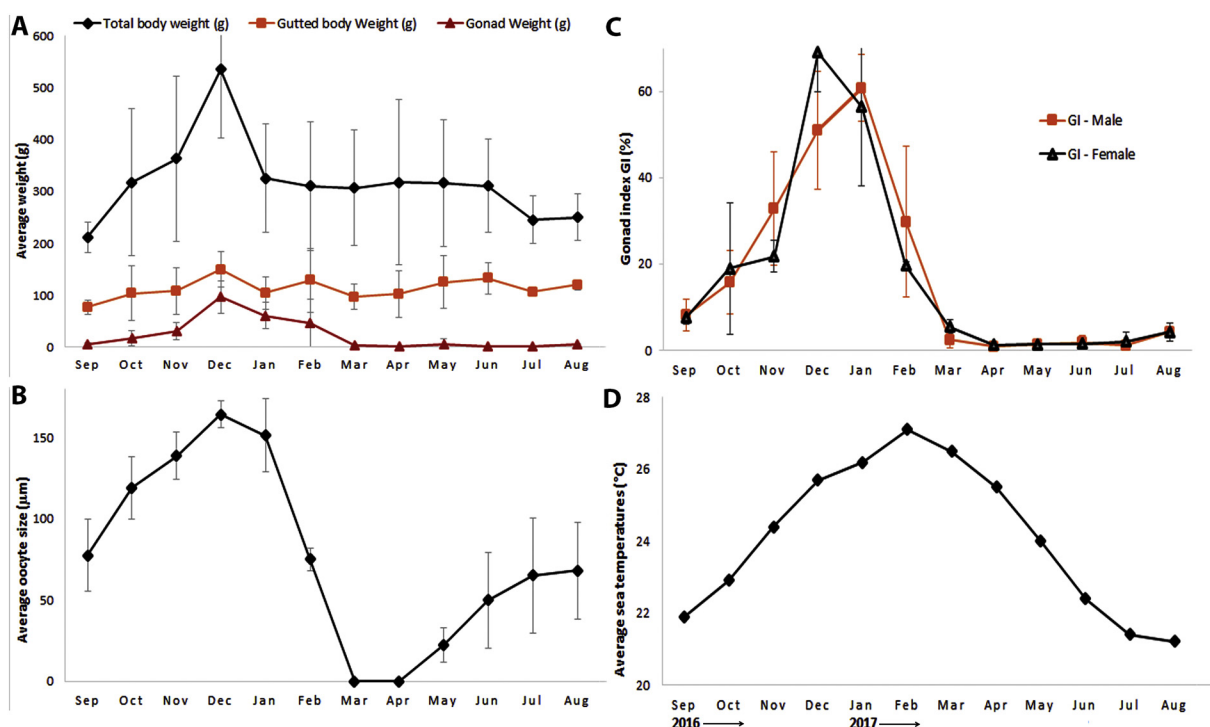 A
Total body weight (g)
Gutted body Weight (g)
Gonad Weight (g)
Average weight (g)
600
500
400
300
200
100
0
Sep Oct Nov Dec Jan Feb Mar Apr May Jun Jul Aug
B
Average oocyte size (μm)
150
100
50
0
Sep Oct Nov Dec Jan Feb Mar Apr May Jun Jul Aug
C
Gonad index GI (%)
60
40
20
0
GI - Male
GI - Female
Sep Oct Nov Dec Jan Feb Mar Apr May Jun Jul Aug
D
Average sea temperatures (°C)
28
26
24
22
20
Sep Oct Nov Dec Jan Feb Mar Apr May Jun Jul Aug
2016 2017